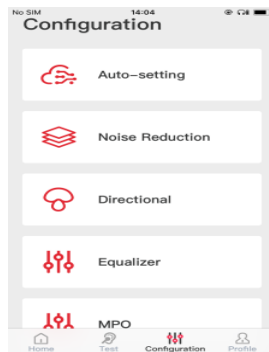 No SIM 14:04
Configuration
Auto-setting
Noise Reduction
Directional
Equalizer
MPO
Home Test Configuration Profile